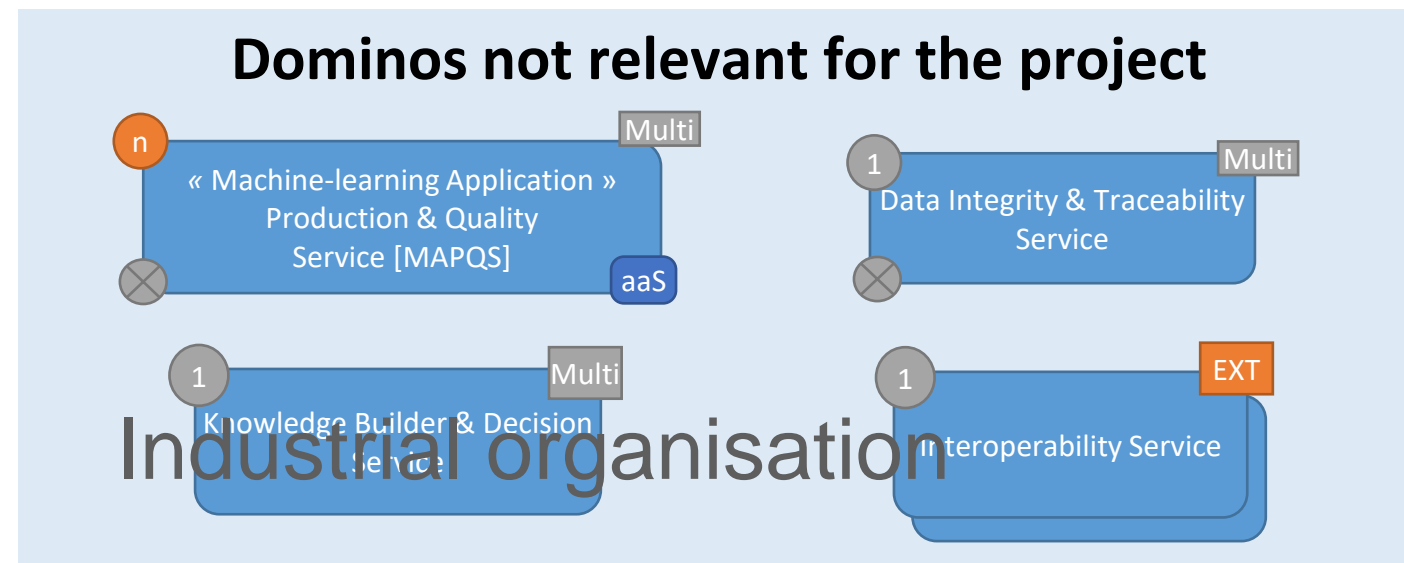 Dominos not relevant for the project
n
Multi
« Machine-learning Application »
Production & Quality
Service [MAPQS]
aaS
1
Multi
Data Integrity & Traceability
Service
1
Multi
Knowledge Builder & Decision
Service
1
EXT
Interoperability Service
Industrial organisation